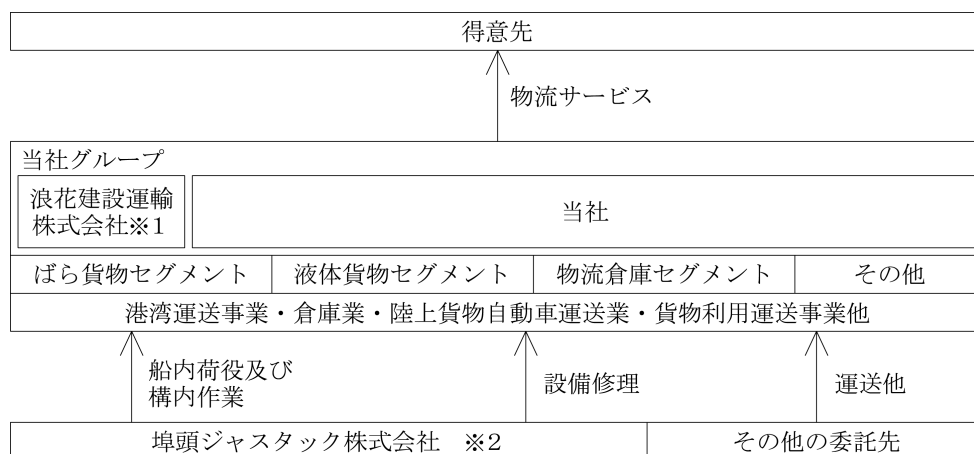 得意先
物流サービス
当社グループ
浪花建設運輸
株式会社※1
当社
ばら貨物セグメント
液体貨物セグメント
物流倉庫セグメント
その他
港湾運送事業・倉庫業・陸上貨物自動車運送業・貨物利用運送事業他
船内荷役及び
構内作業
設備修理
運送他
埠頭ジャスタック株式会社　※2
その他の委託先